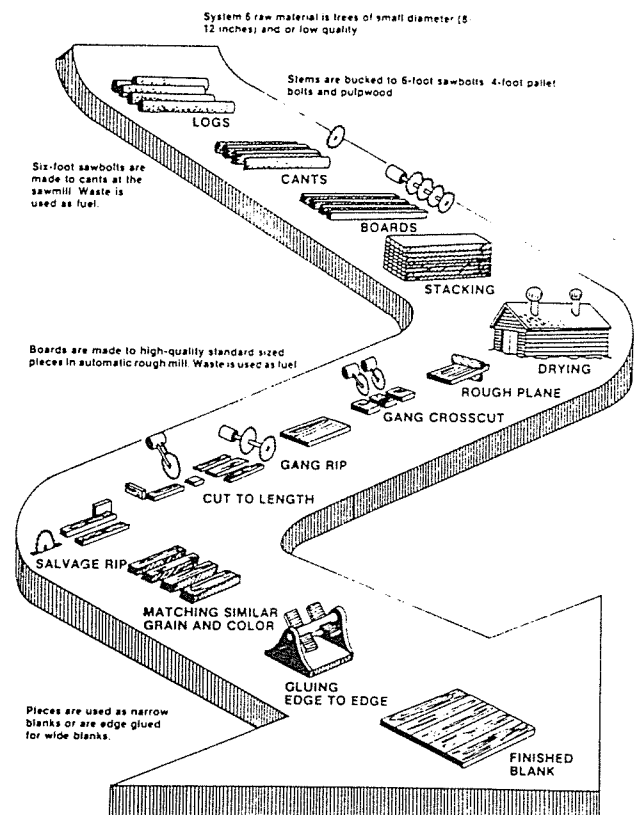 System 6 raw material is trees of small diameter (8-
12 inches) and or low quality
Stems are bucked to 6-foot sawbolts 4-foot pallet
bolts and pulpwood
LOGS
Six-foot sawbolts are
made to cants at the
sawmill. Waste is
used as fuel.
CANTS
BOARDS
STACKING
DRYING
Boards are made to high-quality standard sized
pieces in automatic rough mill. Waste is used as fuel
ROUGH PLANE
GANG CROSSCUT
GANG RIP
CUT TO LENGTH
SALVAGE RIP
MATCHING SIMILAR
GRAIN AND COLOR
GLUING
EDGE TO EDGE
Pieces are used as narrow
blanks or are edge glued
for wide blanks.
FINISHED
BLANK